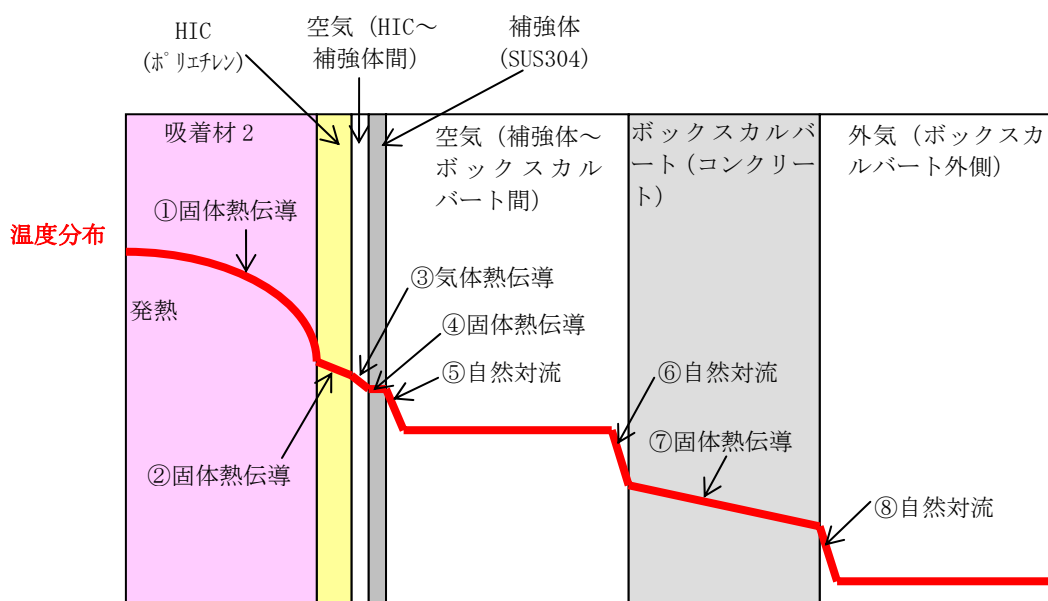 HIC
(ﾎﾟﾘｴﾁﾚﾝ)
空気（HIC～
補強体間）
補強体
(SUS304)
吸着材２
空気（補強体～
ボックスカル
バート間）
ボックスカルバ
ート(コンクリー
ト)
外気（ボックスカ
ルバート外側）
①固体熱伝導
温度分布
③気体熱伝導
発熱
④固体熱伝導
⑤自然対流
⑥自然対流
⑦固体熱伝導
②固体熱伝導
⑧自然対流